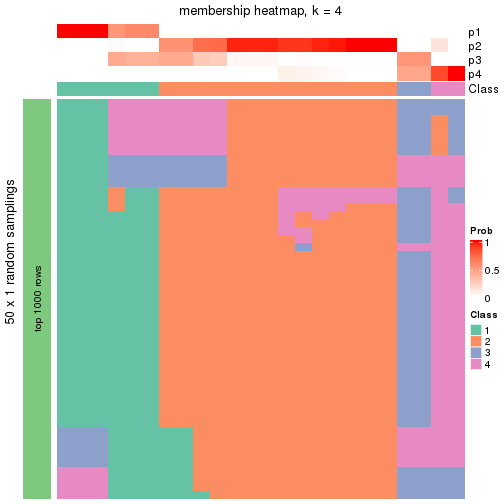 membership heatmap, k = 4
p1
p2
p3
p4
Class
50 x 1 random samplings
top 1000 rows
Prob
1
0.5
0
Class
1
2
3
4